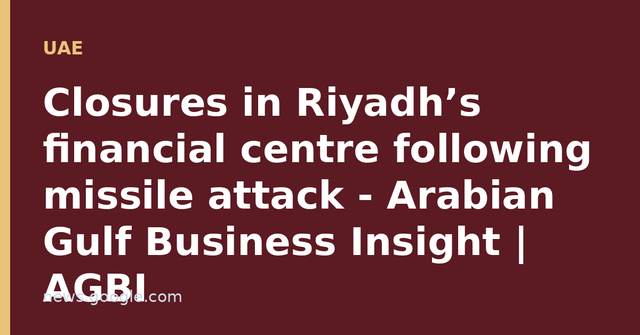 UAE
Closures in Riyadh’s
financial centre following
missile attack - Arabian
Gulf Business Insight |
AGBI
news.google.com